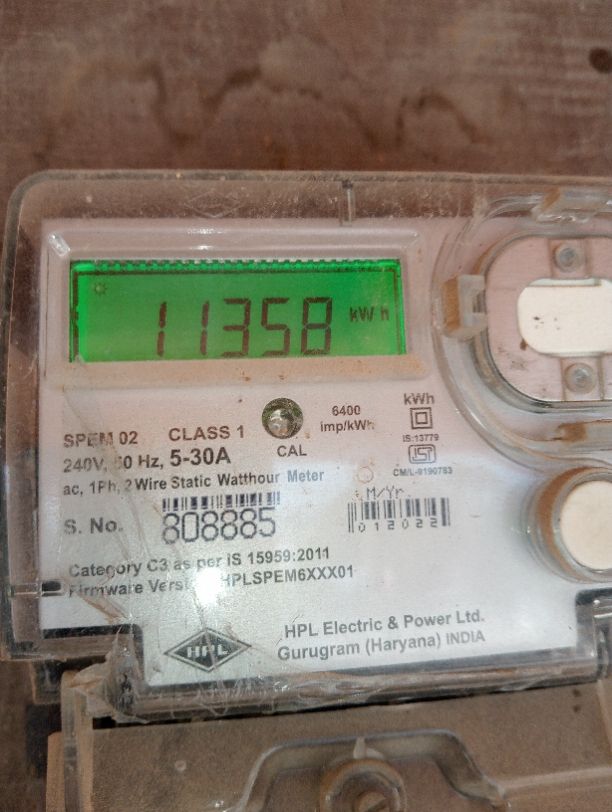 11358 kWh
SPEM 02 CLASS 1
240V, 50 Hz, 5-30A
ac, 1Ph, 2 Wire Static Watthour Meter
CAL
6400
imp/kWh
kWh
IS:13779
CM/L-9190783
S. No. 808885
M/Yr.
012022
Category C3 as per IS 15959:2011
Firmware HPLSPEM6XXX01
HPL
HPL Electric & Power Ltd.
Gurugram (Haryana) INDIA